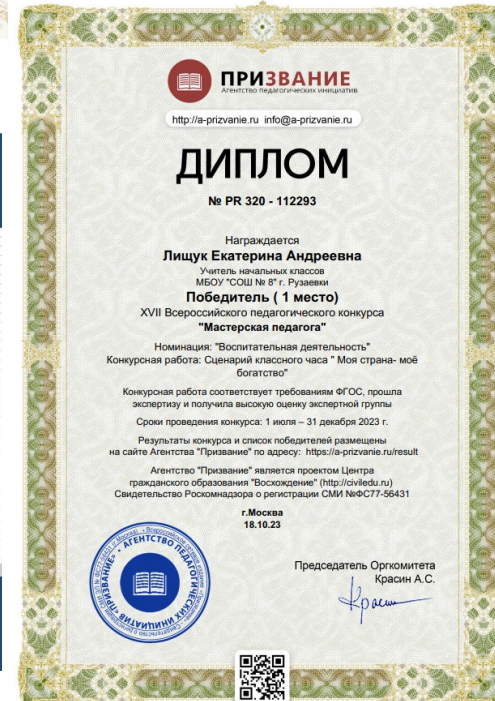 ПРИЗВАНИЕ
Агентство педагогических инициатив
http://a-prizvanie.ru info@a-prizvanie.ru
ДИПЛОМ
№ PR 320 - 112293
Награждается
Лищук Екатерина Андреевна
Учитель начальных классов
МБОУ "СОШ № 8" г. Рузаевки
Победитель ( 1 место)
XVII Всероссийского педагогического конкурса
"Мастерская педагога"
Номинация: "Воспитательная деятельность"
Конкурсная работа: Сценарий классного часа " Моя страна- моё
богатство"
Конкурсная работа соответствует требованиям ФГОС, прошла
экспертизу и получила высокую оценку экспертной группы
Сроки проведения конкурса: 1 июля – 31 декабря 2023 г.
Результаты конкурса и список победителей размещены
на сайте Агентства "Призвание" по адресу: https://a-prizvanie.ru/result
Агентство "Призвание" является проектом Центра
гражданского образования "Восхождение" (http://civiledu.ru)
Свидетельство Роскомнадзора о регистрации СМИ №ФС77-56431
г.Москва
18.10.23
АГЕНТСТВО ПЕДАГОГИЧЕСКИХ ИНИЦИАТИВ «ПРИЗВАНИЕ»
Председатель Оргкомитета
Красин А.С.